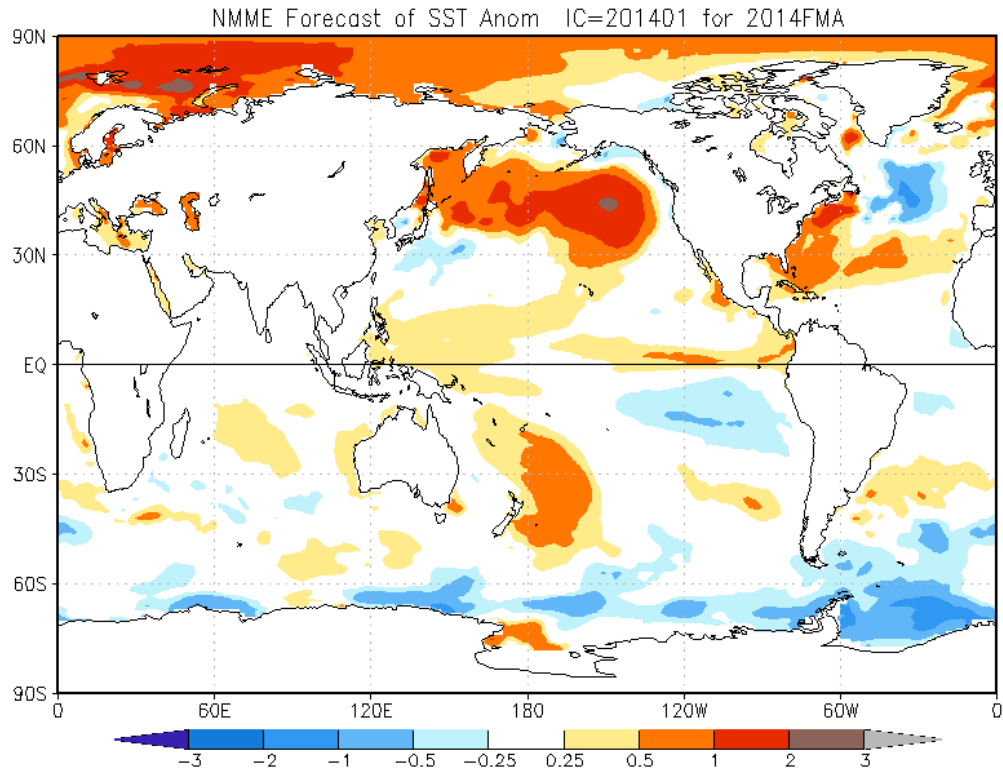 NMME Forecast of SST Anom  IC=201401 for 2014FMA
90N
60N
30N
EQ
30S
60S
90S
0 60E 120E 180 120W 60W 0
−3 −2 −1 −0.5 −0.25 0.25 0.5 1 2 3